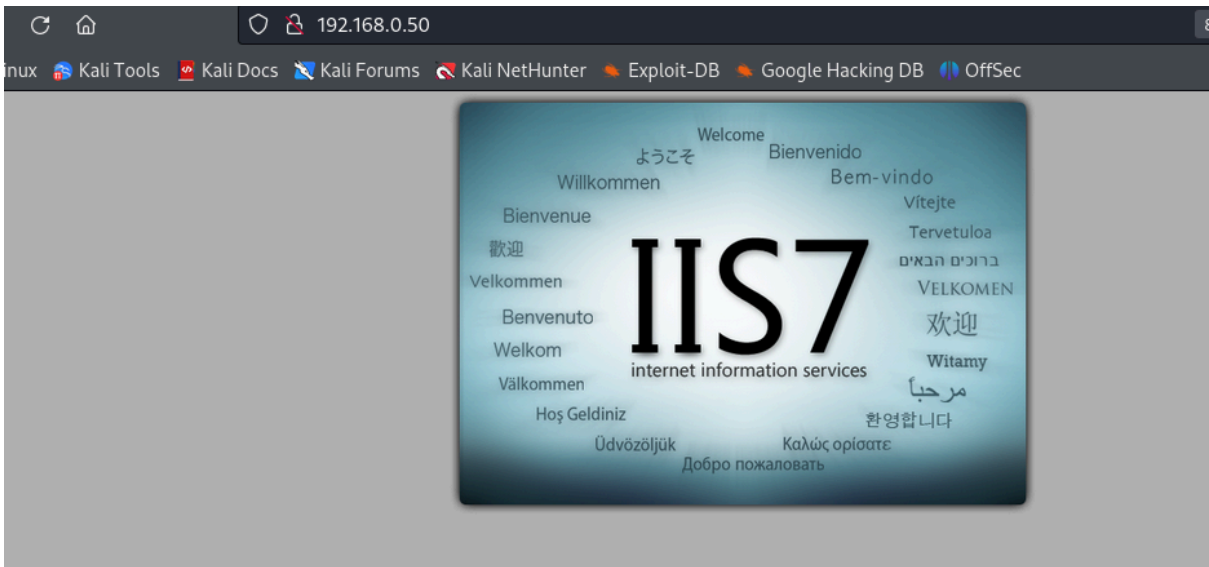 192.168.0.50
inux Kali Tools Kali Docs Kali Forums Kali NetHunter Exploit-DB Google Hacking DB OffSec
Welcome
ようこそ
Bienvenido
Willkommen
Bem-vindo
Vítejte
Bienvenue
Tervetuloa
歡迎
ברוכים הבאים
Velkommen
VELKOMEN
Benvenuto
欢迎
Welkom
Witamy
IIS7
internet information services
Välkommen
مرحباً
Hoş Geldiniz
환영합니다
Üdvözöljük
Καλώς ορίσατε
Добро пожаловать